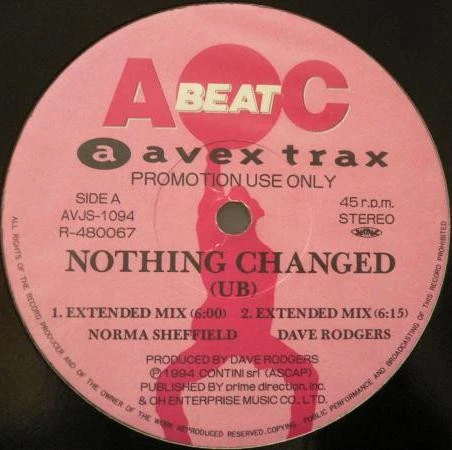 A BEAT C
a avex trax
PROMOTION USE ONLY
SIDE A
AVJS-1094
R-480067
45 r.p.m.
STEREO
NOTHING CHANGED
(UB)
1. EXTENDED MIX (6:00) 2. EXTENDED MIX (6:15)
NORMA SHEFFIELD DAVE RODGERS
PRODUCED BY DAVE RODGERS
Ⓟ1994 CONTINI srl (ASCAP)
PUBLISHED BY prime direction, inc.
& OH ENTERPRISE MUSIC CO., LTD.
ALL RIGHTS OF THE RECORD PRODUCER AND OF THE OWNER OF THE WORK REPRODUCED RESERVED. COPYING, PUBLIC PERFORMANCE AND BROADCASTING OF THIS RECORD PROHIBITED